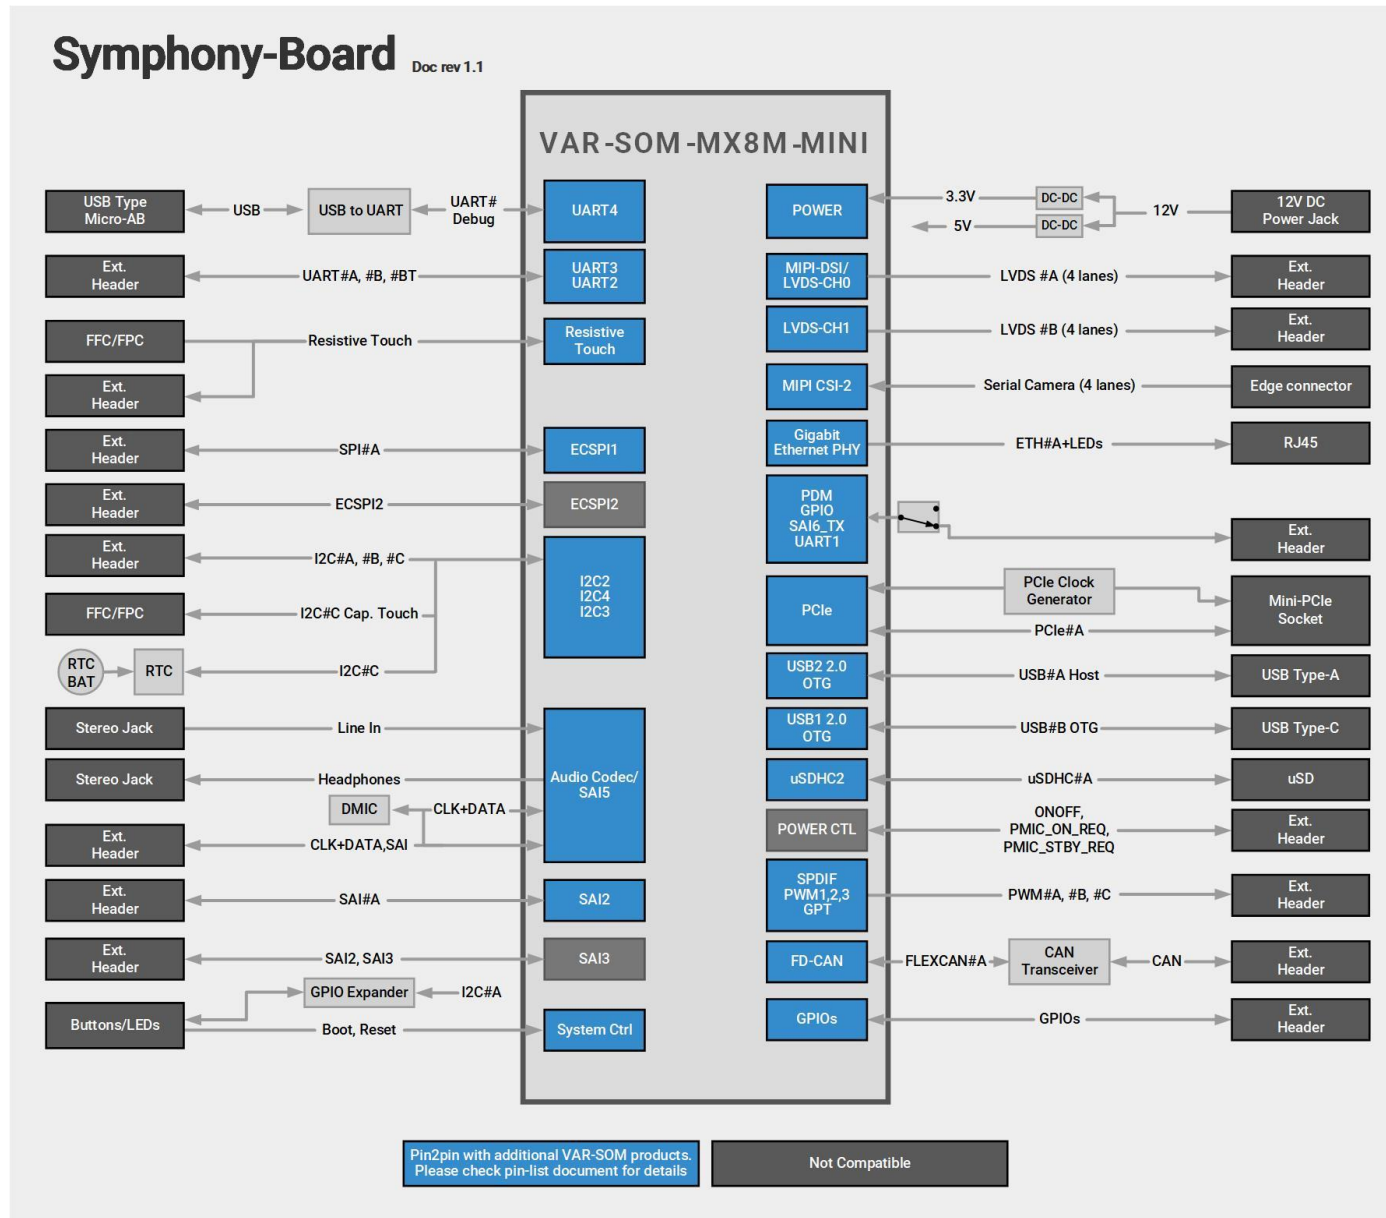 Symphony-Board Doc rev 1.1
VAR-SOM-MX8M-MINI
USB Type
Micro-AB
USB
USB to UART
UART#
Debug
UART4
Ext.
Header
UART#A, #B, #BT
UART3
UART2
FFC/FPC
Resistive Touch
Resistive
Touch
Ext.
Header
Ext.
Header
SPI#A
ECSPI1
Ext.
Header
ECSPI2
ECSPI2
Ext.
Header
I2C#A, #B, #C
I2C2
I2C4
I2C3
FFC/FPC
I2C#C Cap. Touch
RTC
BAT
RTC
I2C#C
Stereo Jack
Line In
Stereo Jack
Headphones
Audio Codec/
SAI5
DMIC
CLK+DATA
Ext.
Header
CLK+DATA,SAI
Ext.
Header
SAI#A
SAI2
Ext.
Header
SAI2, SAI3
SAI3
GPIO Expander
I2C#A
Buttons/LEDs
Boot, Reset
System Ctrl
POWER
3.3V
DC-DC
5V
DC-DC
12V
12V DC
Power Jack
MIPI-DSI/
LVDS-CH0
LVDS #A (4 lanes)
Ext.
Header
LVDS-CH1
LVDS #B (4 lanes)
Ext.
Header
MIPI CSI-2
Serial Camera (4 lanes)
Edge connector
Gigabit
Ethernet PHY
ETH#A+LEDs
RJ45
PDM
GPIO
SAI6_TX
UART1
Ext.
Header
PCIe
PCIe Clock
Generator
PCIe#A
Mini-PCIe
Socket
USB2 2.0
OTG
USB#A Host
USB Type-A
USB1 2.0
OTG
USB#B OTG
USB Type-C
uSDHC2
uSDHC#A
uSD
POWER CTL
ONOFF,
PMIC_ON_REQ,
PMIC_STBY_REQ
Ext.
Header
SPDIF
PWM1,2,3
GPT
PWM#A, #B, #C
Ext.
Header
FD-CAN
FLEXCAN#A
CAN
Transceiver
CAN
Ext.
Header
GPIOs
GPIOs
Ext.
Header
Pin2pin with additional VAR-SOM products.
Please check pin-list document for details
Not Compatible